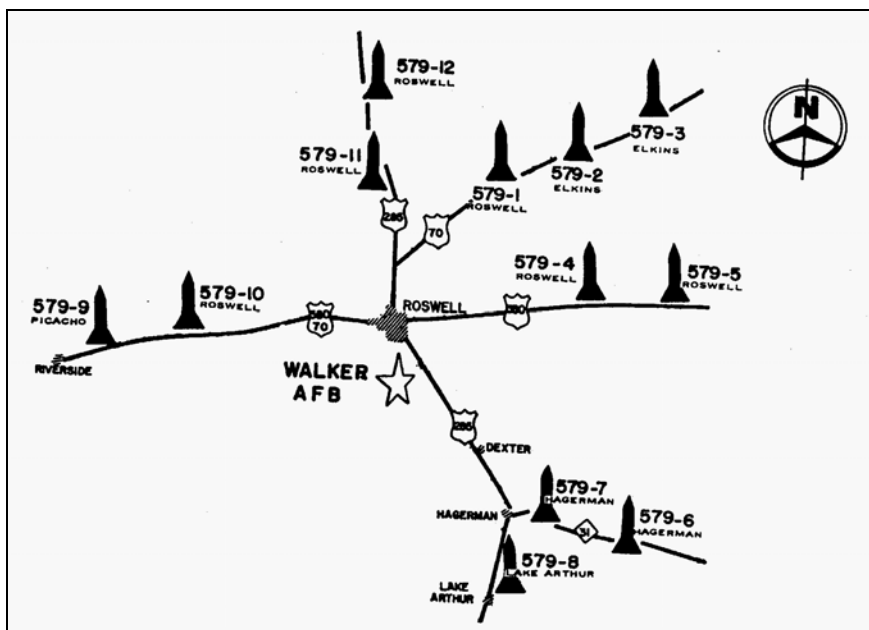 579-12
ROSWELL
N
579-11
ROSWELL
579-3
ELKINS
579-2
ELKINS
579-1
ROSWELL
285
70
579-4
ROSWELL
579-5
ROSWELL
579-9
PICACHO
579-10
ROSWELL
380
70
ROSWELL
380
RIVERSIDE
WALKER
AFB
285
DEXTER
579-7
HAGERMAN
HAGERMAN
31
579-6
HAGERMAN
579-8
LAKE ARTHUR
LAKE
ARTHUR